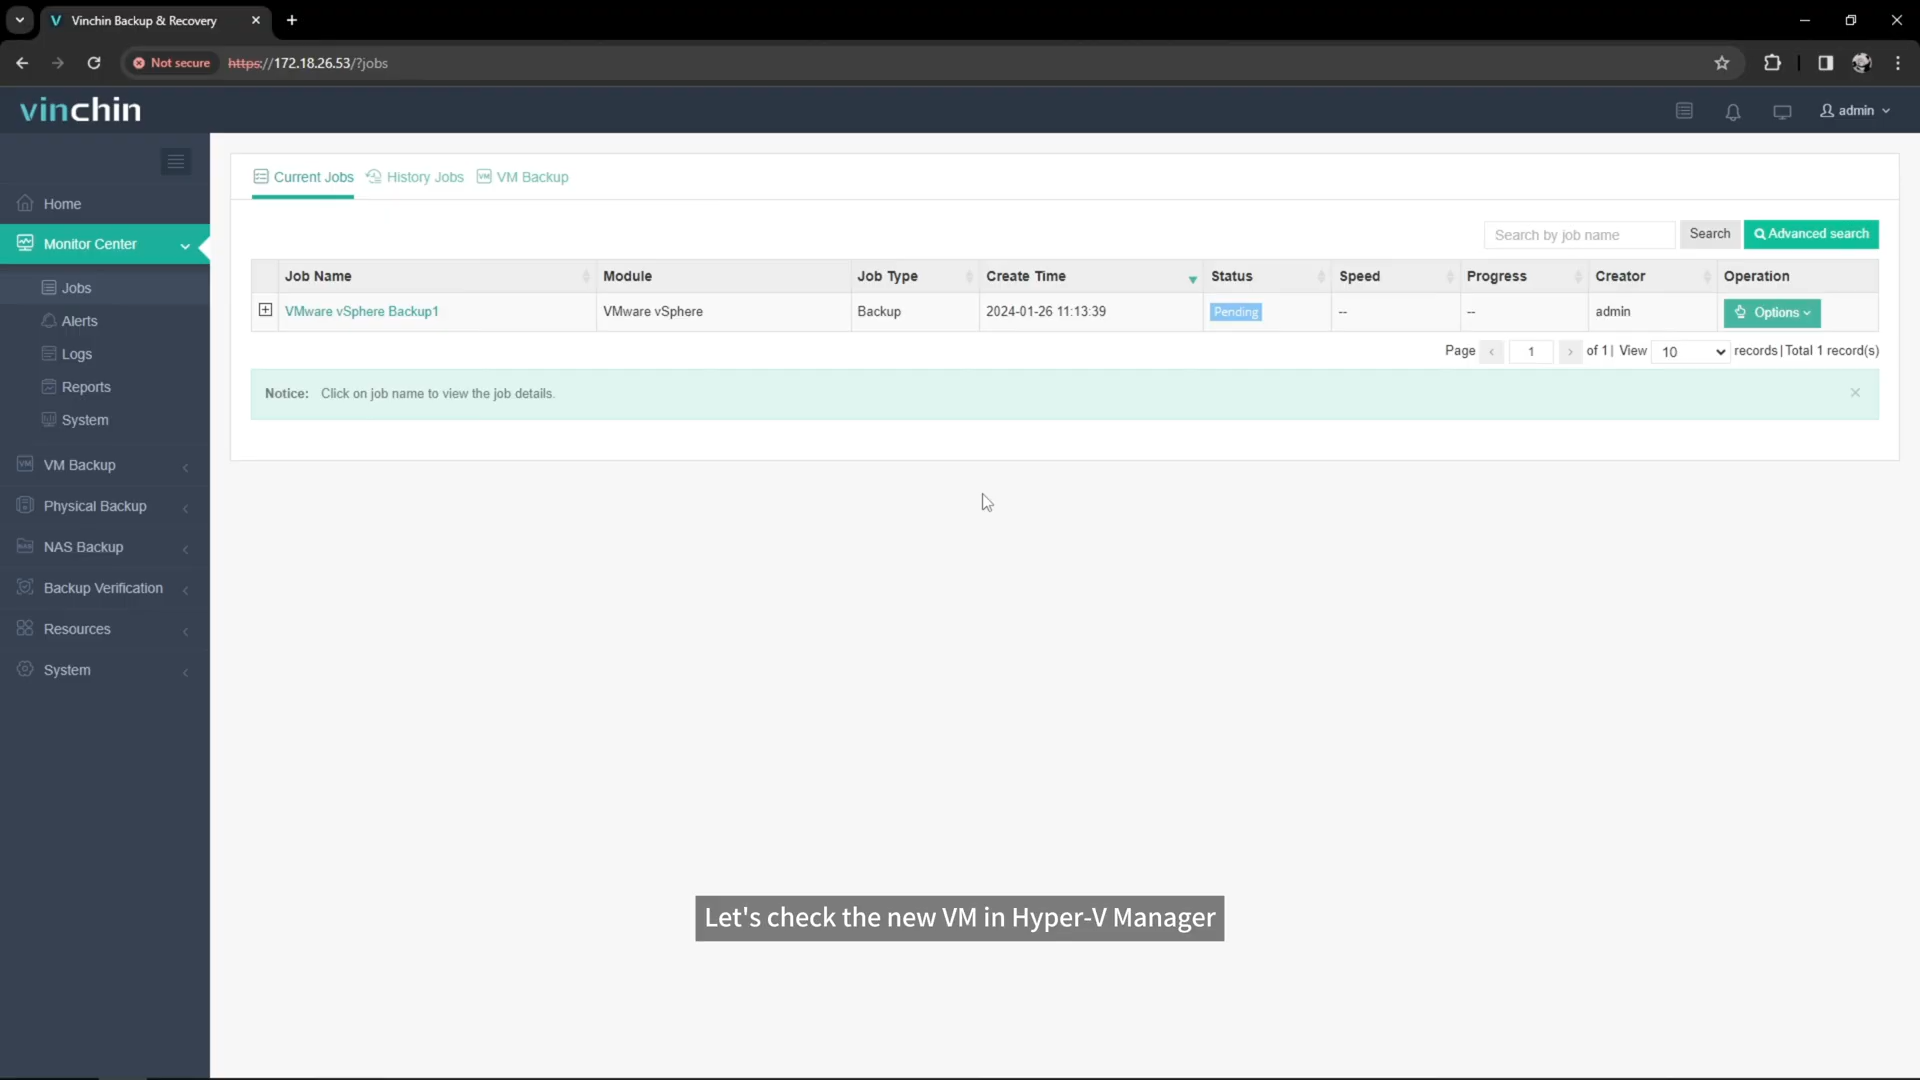 Vinchin Backup & Recovery
Not secure https://172.18.26.53/?jobs
vinchin
admin
Home
Monitor Center
Jobs
Alerts
Logs
Reports
System
VM Backup
Physical Backup
NAS Backup
Backup Verification
Resources
System
Current Jobs History Jobs VM Backup
Search by job name Search Advanced search
Job Name Module Job Type Create Time Status Speed Progress Creator Operation
VMware vSphere Backup1 VMware vSphere Backup 2024-01-26 11:13:39 Pending -- -- admin Options
Page 1 of 1 | View 10 records | Total 1 record(s)
Notice: Click on job name to view the job details.
Let's check the new VM in Hyper-V Manager